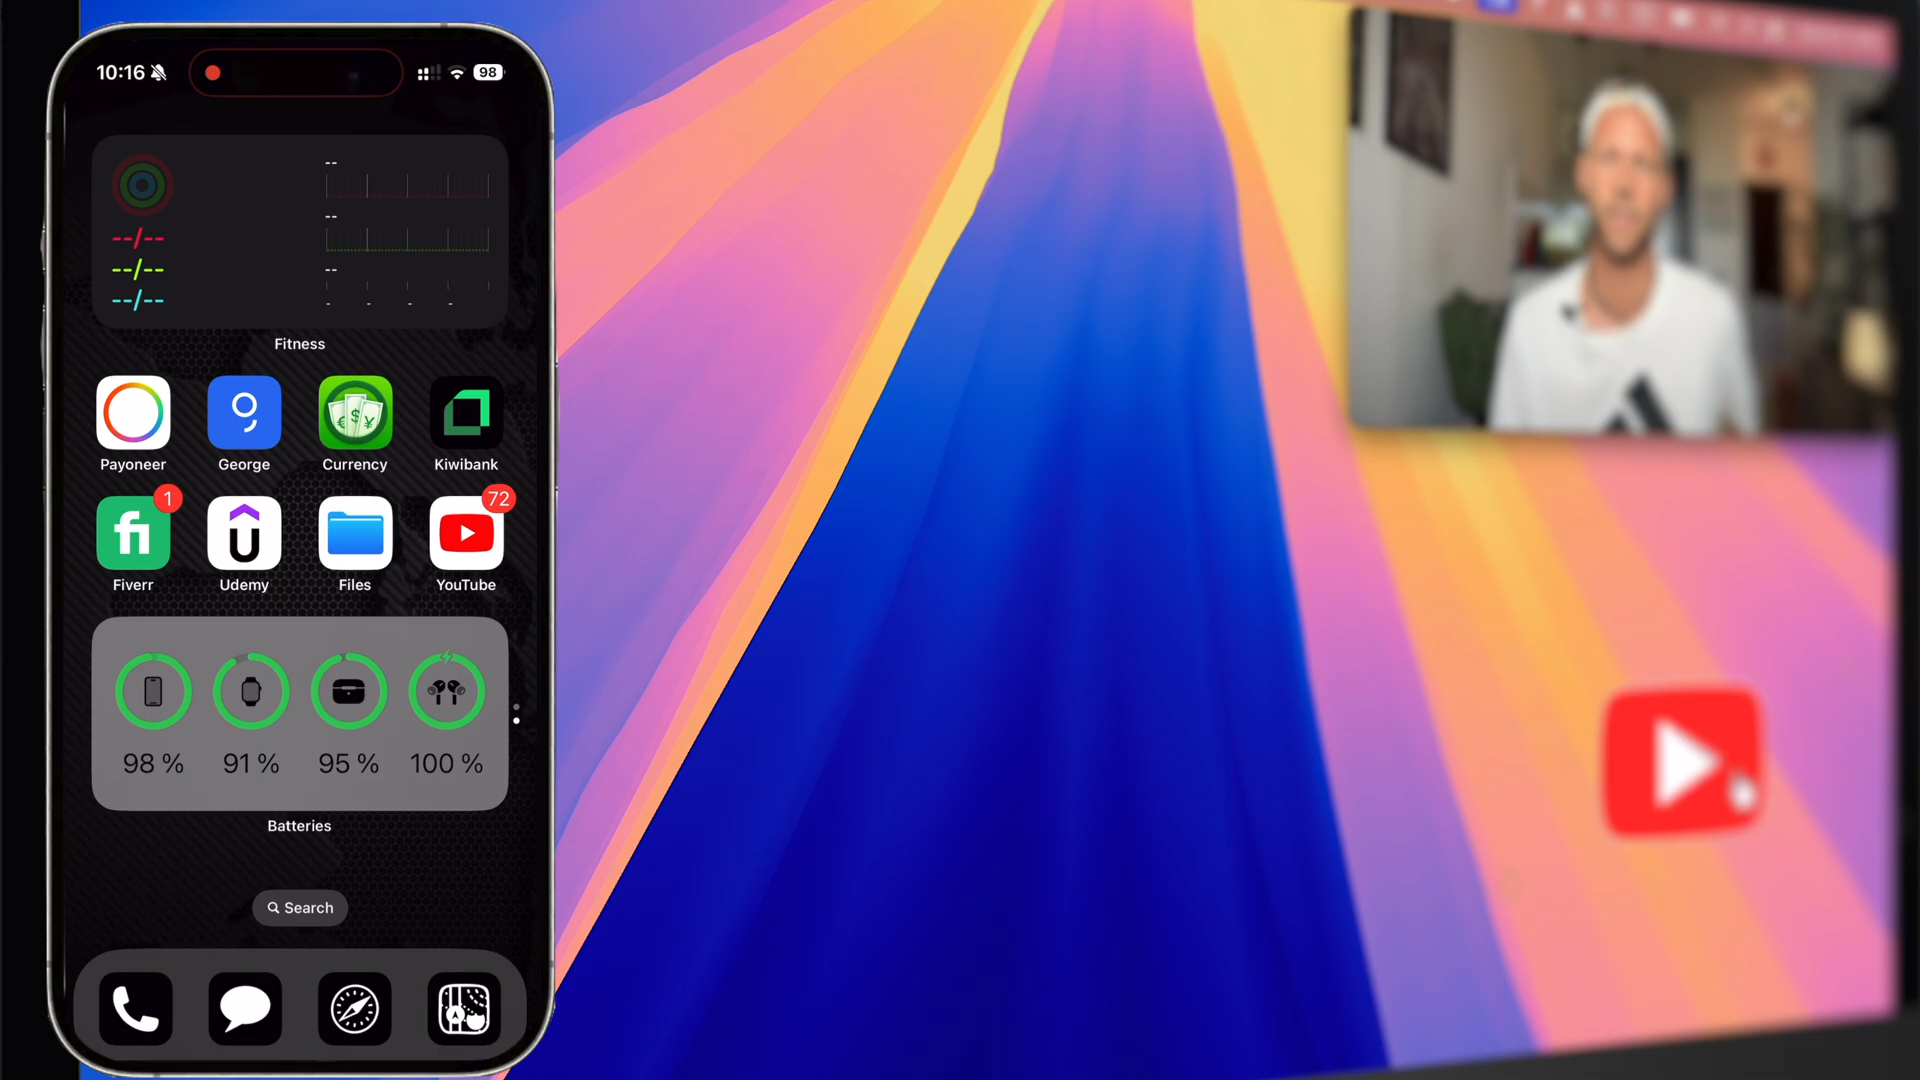 10:16
98
--
--/--
--
--/--
--
--/--
- - - -
Fitness
Payoneer George Currency Kiwibank
1 72
fi
Fiverr Udemy Files YouTube
98 % 91 % 95 % 100 %
Batteries
Search